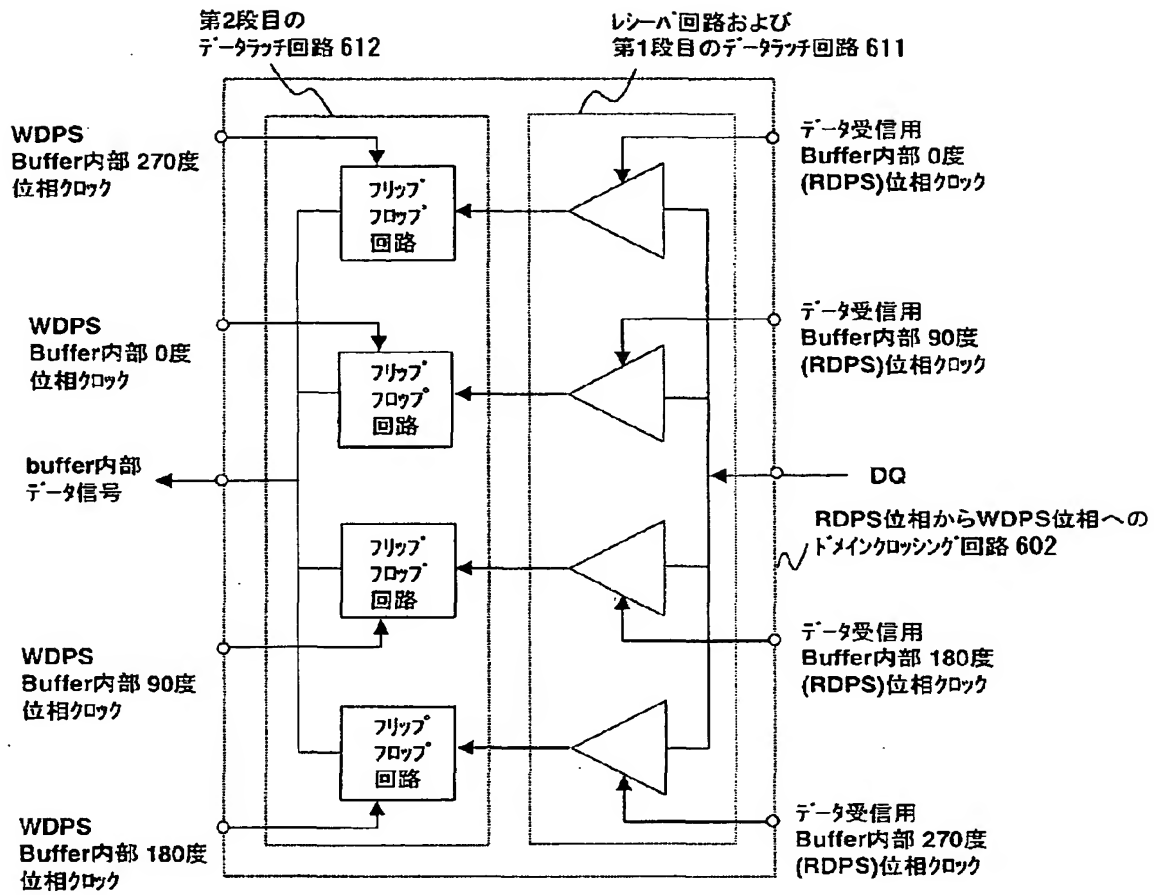 第2段目の
データラッチ回路 612
レシーバ回路および
第1段目のデータラッチ回路 611
WDPS
Buffer内部 270度
位相クロック
フリップ
フロップ
回路
データ受信用
Buffer内部 0度
(RDPS)位相クロック
WDPS
Buffer内部 0度
位相クロック
フリップ
フロップ
回路
データ受信用
Buffer内部 90度
(RDPS)位相クロック
buffer内部
データ信号
DQ
RDPS位相からWDPS位相への
ドメインクロッシング回路 602
フリップ
フロップ
回路
WDPS
Buffer内部 90度
位相クロック
データ受信用
Buffer内部 180度
(RDPS)位相クロック
フリップ
フロップ
回路
WDPS
Buffer内部 180度
位相クロック
データ受信用
Buffer内部 270度
(RDPS)位相クロック